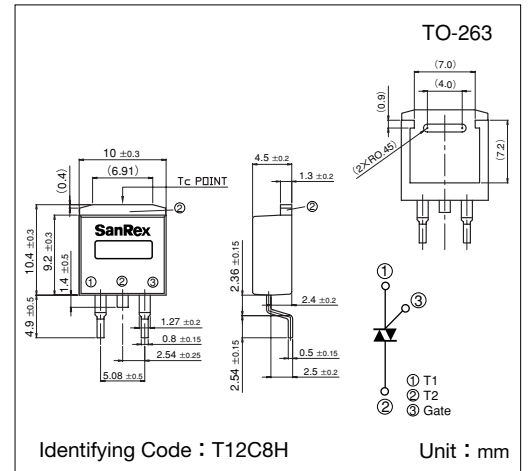 TO-263
(7.0)
(4.0)
(0.9)
(2×R0.45)
(7.2)
10 ±0.3
(6.91)
(0.4)
Tc POINT
②
SanRex
① ② ③
10.4 ±0.3
9.2 ±0.3
1.4 ±0.5
4.9 ±0.5
1.27 ±0.2
0.8 ±0.15
2.54 ±0.25
5.08 ±0.5
4.5 ±0.2
1.3 ±0.2
②
2.36 ±0.15
2.4 ±0.2
0.5 ±0.15
2.54 ±0.15
2.5 ±0.2
①
③
②
① T1
② T2
③ Gate
Identifying Code：T12C8H
Unit：mm